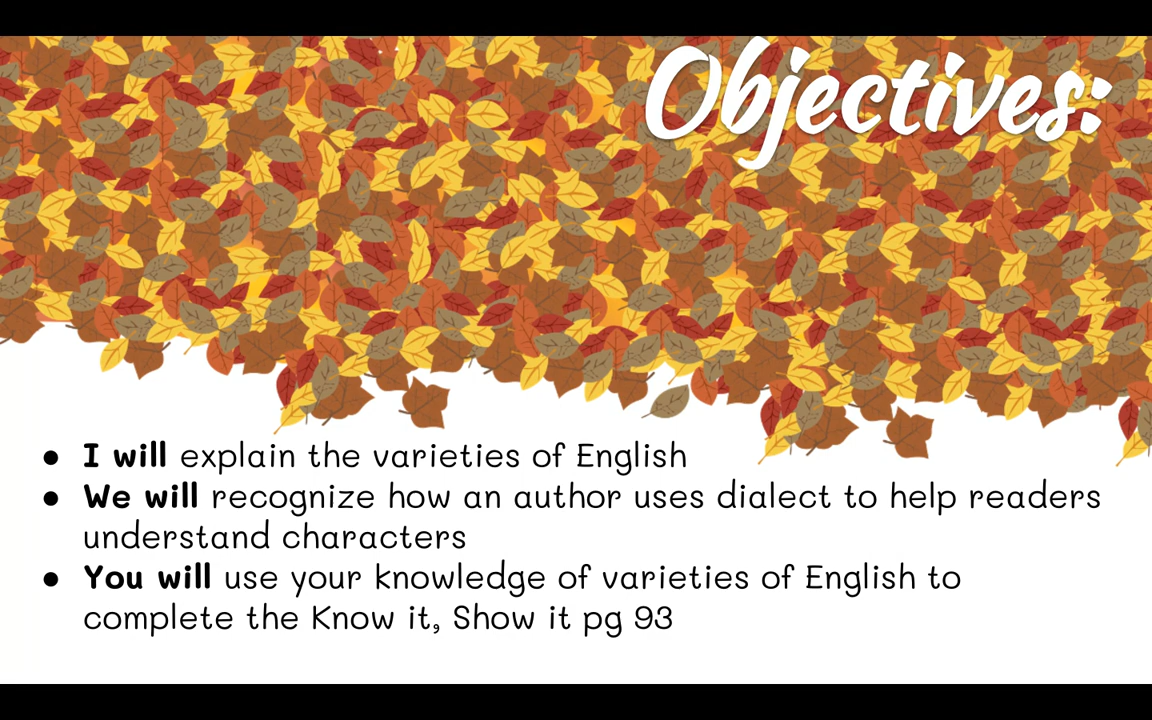 Objectives:
● I will explain the varieties of English
● We will recognize how an author uses dialect to help readers
understand characters
● You will use your knowledge of varieties of English to
complete the Know it, Show it pg 93